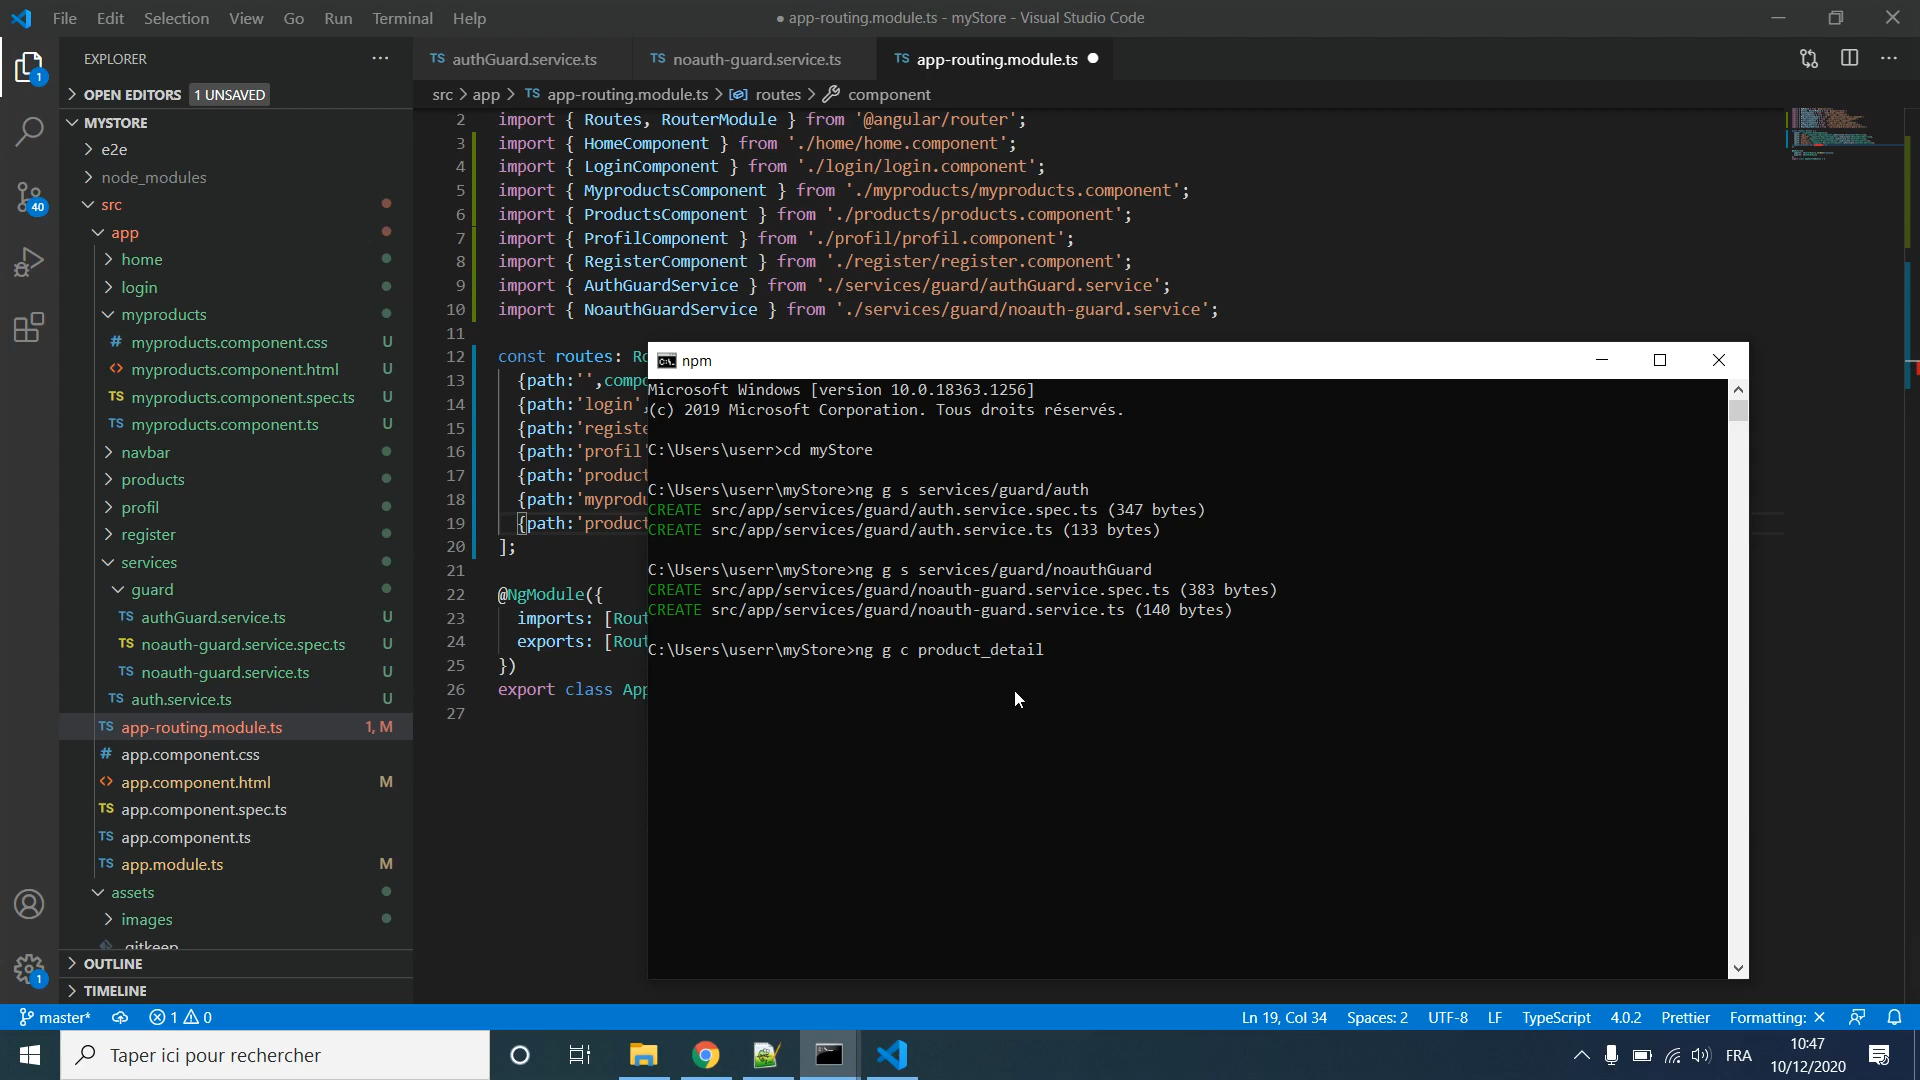 File Edit Selection View Go Run Terminal Help
● app-routing.module.ts - myStore - Visual Studio Code
EXPLORER
OPEN EDITORS 1 UNSAVED
MYSTORE
e2e
node_modules
src
app
home
login
myproducts
# myproducts.component.css U
<> myproducts.component.html U
TS myproducts.component.spec.ts U
TS myproducts.component.ts U
navbar
products
profil
register
services
guard
TS authGuard.service.ts U
TS noauth-guard.service.spec.ts U
TS noauth-guard.service.ts U
TS auth.service.ts U
TS app-routing.module.ts 1, M
# app.component.css
<> app.component.html M
TS app.component.spec.ts
TS app.component.ts
TS app.module.ts M
assets
images
.gitkeep
OUTLINE
TIMELINE
1
40
1
TS authGuard.service.ts TS noauth-guard.service.ts TS app-routing.module.ts ●
src > app > TS app-routing.module.ts > routes > component
2 import { Routes, RouterModule } from '@angular/router';
3 import { HomeComponent } from './home/home.component';
4 import { LoginComponent } from './login/login.component';
5 import { MyproductsComponent } from './myproducts/myproducts.component';
6 import { ProductsComponent } from './products/products.component';
7 import { ProfilComponent } from './profil/profil.component';
8 import { RegisterComponent } from './register/register.component';
9 import { AuthGuardService } from './services/guard/authGuard.service';
10 import { NoauthGuardService } from './services/guard/noauth-guard.service';
11
12 const routes: Ro
13 {path:'',compo
14 {path:'login',
15 {path:'registe
16 {path:'profil'
17 {path:'product
18 {path:'myprodu
19 {path:'product
20 ];
21
22 @NgModule({
23 imports: [Rout
24 exports: [Rout
25 })
26 export class App
27
npm
Microsoft Windows [version 10.0.18363.1256]
(c) 2019 Microsoft Corporation. Tous droits réservés.
C:\Users\userr>cd myStore
C:\Users\userr\myStore>ng g s services/guard/auth
CREATE src/app/services/guard/auth.service.spec.ts (347 bytes)
CREATE src/app/services/guard/auth.service.ts (133 bytes)
C:\Users\userr\myStore>ng g s services/guard/noauthGuard
CREATE src/app/services/guard/noauth-guard.service.spec.ts (383 bytes)
CREATE src/app/services/guard/noauth-guard.service.ts (140 bytes)
C:\Users\userr\myStore>ng g c product_detail
master* 1 0 Ln 19, Col 34 Spaces: 2 UTF-8 LF TypeScript 4.0.2 Prettier Formatting: ×
Taper ici pour rechercher
FRA
10:47
10/12/2020